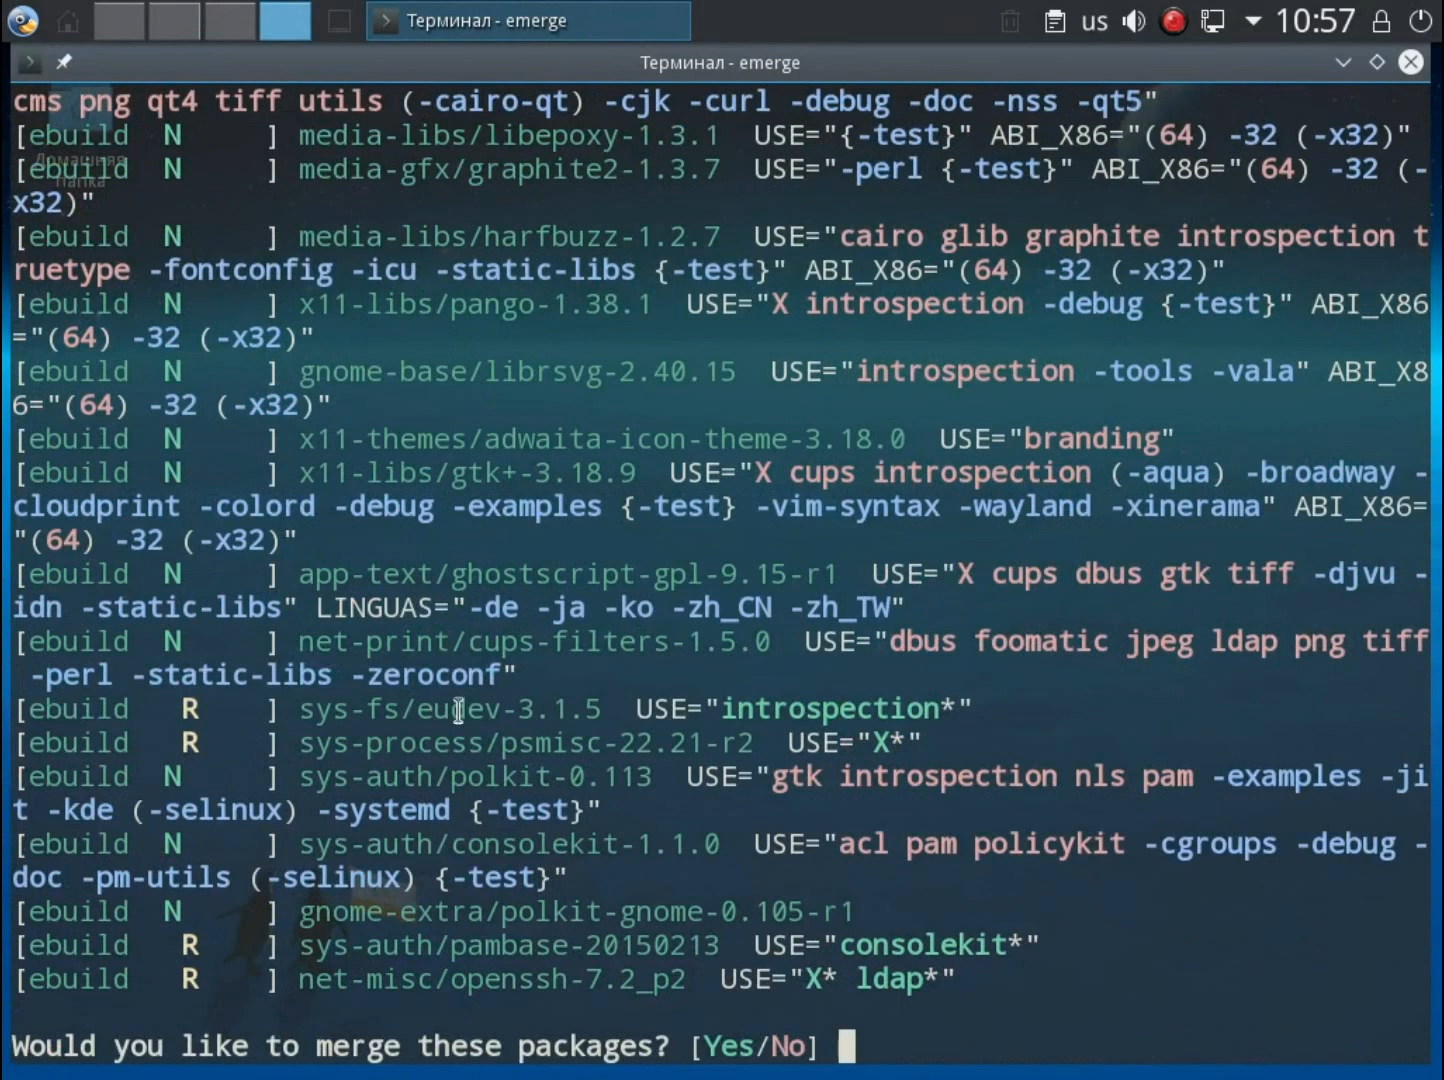 Терминал - emerge
us
10:57
Терминал - emerge
cms png qt4 tiff utils (-cairo-qt) -cjk -curl -debug -doc -nss -qt5"
[ebuild  N     ] media-libs/libepoxy-1.3.1  USE="{-test}" ABI_X86="(64) -32 (-x32)"
Домашняя
[ebuild  N     ] media-gfx/graphite2-1.3.7  USE="-perl {-test}" ABI_X86="(64) -32 (-
папка
x32)"
[ebuild  N     ] media-libs/harfbuzz-1.2.7  USE="cairo glib graphite introspection t
ruetype -fontconfig -icu -static-libs {-test}" ABI_X86="(64) -32 (-x32)"
[ebuild  N     ] x11-libs/pango-1.38.1  USE="X introspection -debug {-test}" ABI_X86
="(64) -32 (-x32)"
[ebuild  N     ] gnome-base/librsvg-2.40.15  USE="introspection -tools -vala" ABI_X8
6="(64) -32 (-x32)"
[ebuild  N     ] x11-themes/adwaita-icon-theme-3.18.0  USE="branding"
[ebuild  N     ] x11-libs/gtk+-3.18.9  USE="X cups introspection (-aqua) -broadway -
cloudprint -colord -debug -examples {-test} -vim-syntax -wayland -xinerama" ABI_X86=
"(64) -32 (-x32)"
[ebuild  N     ] app-text/ghostscript-gpl-9.15-r1  USE="X cups dbus gtk tiff -djvu -
idn -static-libs" LINGUAS="-de -ja -ko -zh_CN -zh_TW"
[ebuild  N     ] net-print/cups-filters-1.5.0  USE="dbus foomatic jpeg ldap png tiff
 -perl -static-libs -zeroconf"
[ebuild   R    ] sys-fs/eudev-3.1.5  USE="introspection*"
[ebuild   R    ] sys-process/psmisc-22.21-r2  USE="X*"
[ebuild  N     ] sys-auth/polkit-0.113  USE="gtk introspection nls pam -examples -ji
t -kde (-selinux) -systemd {-test}"
[ebuild  N     ] sys-auth/consolekit-1.1.0  USE="acl pam policykit -cgroups -debug -
doc -pm-utils (-selinux) {-test}"
[ebuild  N     ] gnome-extra/polkit-gnome-0.105-r1
[ebuild   R    ] sys-auth/pambase-20150213  USE="consolekit*"
[ebuild   R    ] net-misc/openssh-7.2_p2  USE="X* ldap*"
Would you like to merge these packages? [Yes/No]